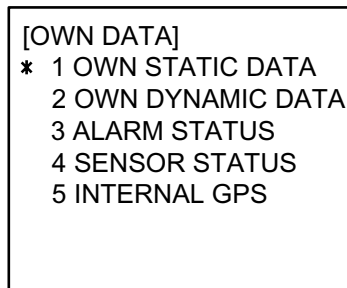 [OWN DATA]
* 1 OWN STATIC DATA
2 OWN DYNAMIC DATA
3 ALARM STATUS
4 SENSOR STATUS
5 INTERNAL GPS